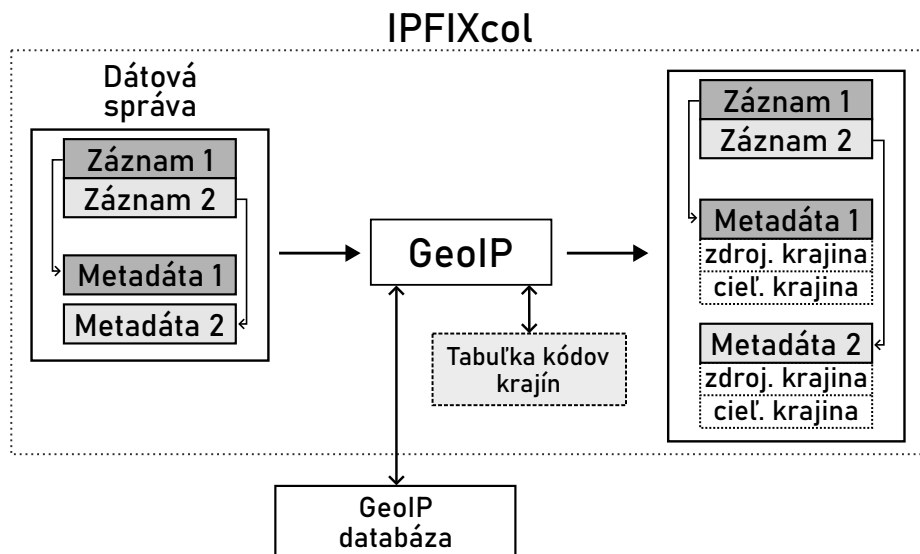 IPFIXcol
Dátová
správa
Záznam 1
Záznam 2
Metadáta 1
Metadáta 2
GeoIP
Tabuľka kódov
krajín
GeoIP
databáza
Záznam 1
Záznam 2
Metadáta 1
zdroj. krajina
cieľ. krajina
Metadáta 2
zdroj. krajina
cieľ. krajina